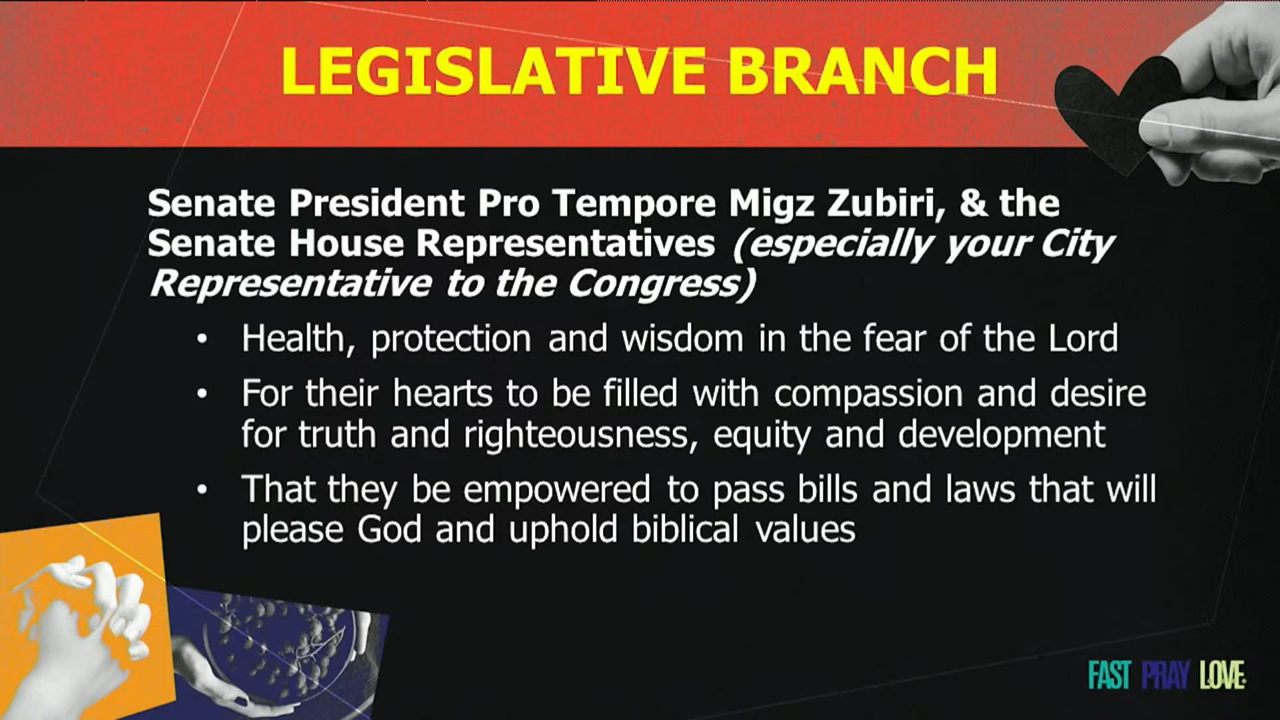 LEGISLATIVE BRANCH
Senate President Pro Tempore Migz Zubiri, & the
Senate House Representatives (especially your City
Representative to the Congress)
• Health, protection and wisdom in the fear of the Lord
• For their hearts to be filled with compassion and desire
for truth and righteousness, equity and development
• That they be empowered to pass bills and laws that will
please God and uphold biblical values
FAST PRAY LOVE